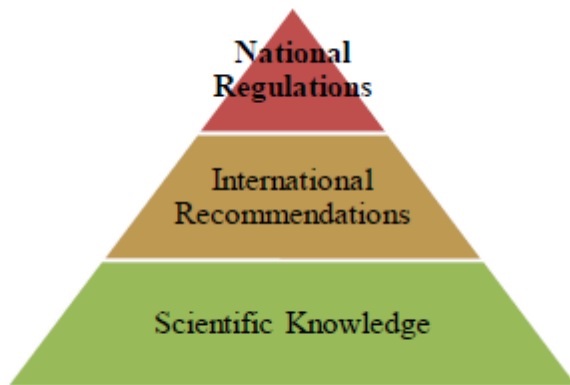 National
Regulations
International
Recommendations
Scientific Knowledge